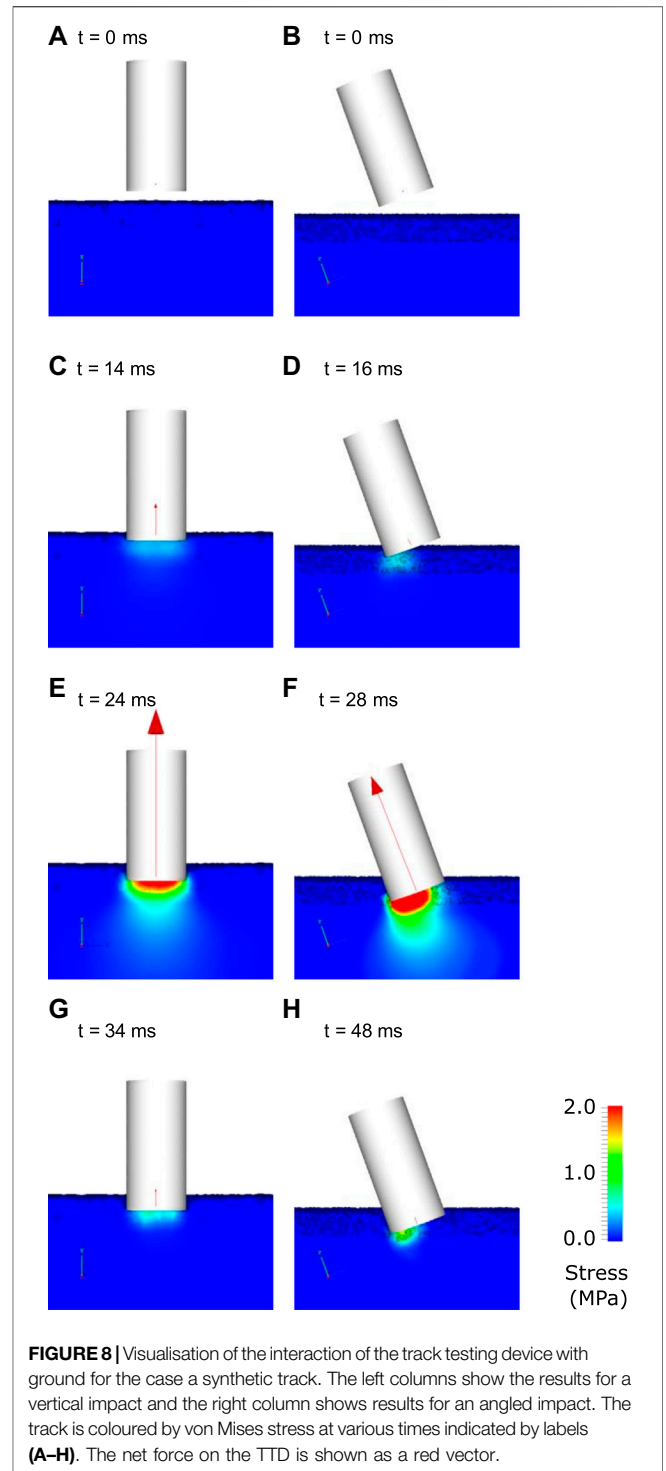 A t = 0 ms
B t = 0 ms
C t = 14 ms
D t = 16 ms
E t = 24 ms
F t = 28 ms
G t = 34 ms
H t = 48 ms
2.0
1.0
0.0
Stress
(MPa)
FIGURE 8 | Visualisation of the interaction of the track testing device with
ground for the case a synthetic track. The left columns show the results for a
vertical impact and the right column shows results for an angled impact. The
track is coloured by von Mises stress at various times indicated by labels
(A–H). The net force on the TTD is shown as a red vector.